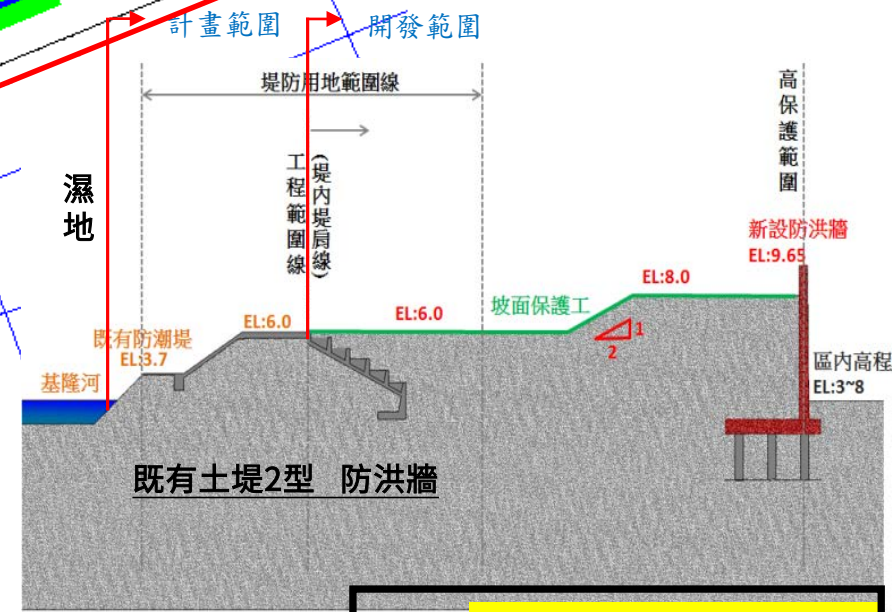 計畫範圍
開發範圍
堤防用地範圍線
高保護範圍
濕地
工程範圍線
(堤內堤肩線)
新設防洪牆
EL:9.65
EL:8.0
EL:6.0
EL:6.0
坡面保護工
1
2
既有防潮堤
EL:3.7
基隆河
區內高程
EL:3~8
既有土堤2型 防洪牆